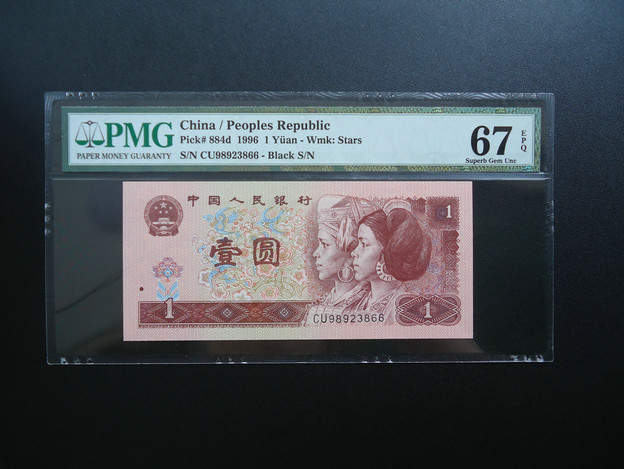 PMG
PAPER MONEY GUARANTY
China / Peoples Republic
Pick# 884d 1996 1 Yüan - Wmk: Stars
S/N CU98923866 - Black S/N
67
EPQ
Superb Gem Unc
中国人民银行
1
壹圆
1
CU98923866
1